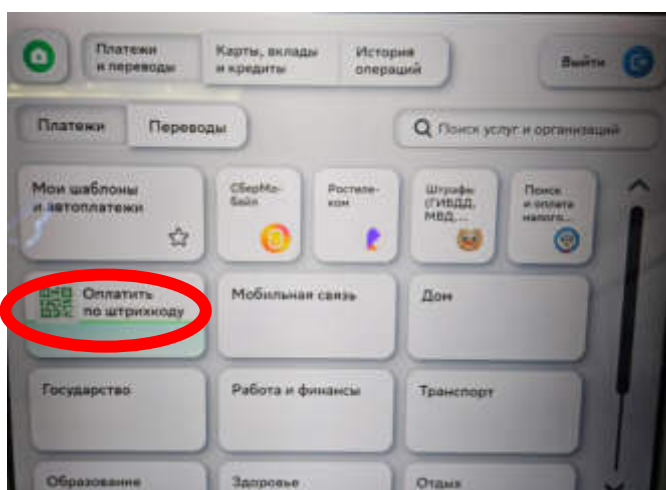 Платежи
и переводы
Карты, вклады
и кредиты
История
операций
Выйти
Платежи
Переводы
Поиск услуг и организаций
Мои шаблоны
и автоплатежи
СберМо-
байл
Ростеле-
ком
Штрафы
(ГИБДД,
МВД,...
Поиск
и оплата
налого...
Оплатить
по штрихкоду
Мобильная связь
Дом
Государство
Работа и финансы
Транспорт
Образование
Здоровье
Отдых